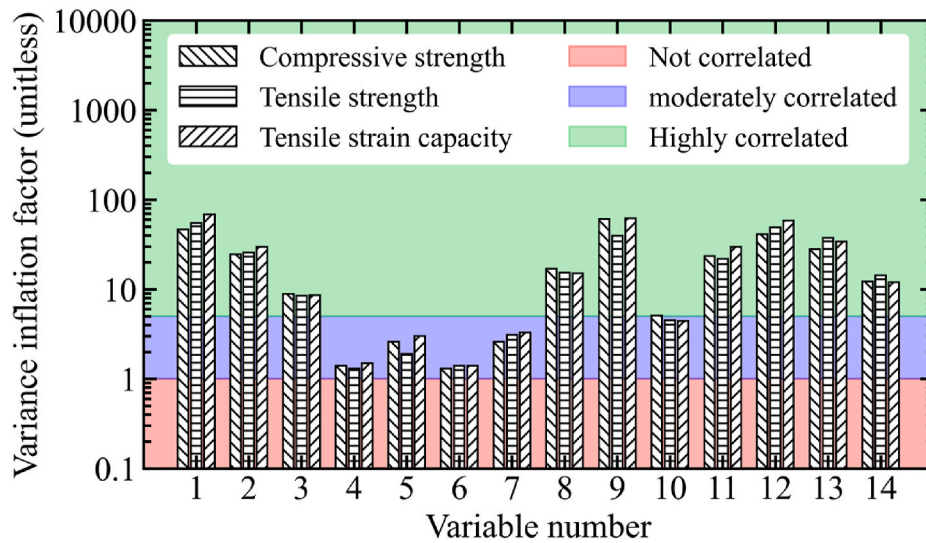 Variance inflation factor (unitless)
10000
1000
100
10
1
0.1
Compressive strength
Tensile strength
Tensile strain capacity
Not correlated
moderately correlated
Highly correlated
1 2 3 4 5 6 7 8 9 10 11 12 13 14
Variable number